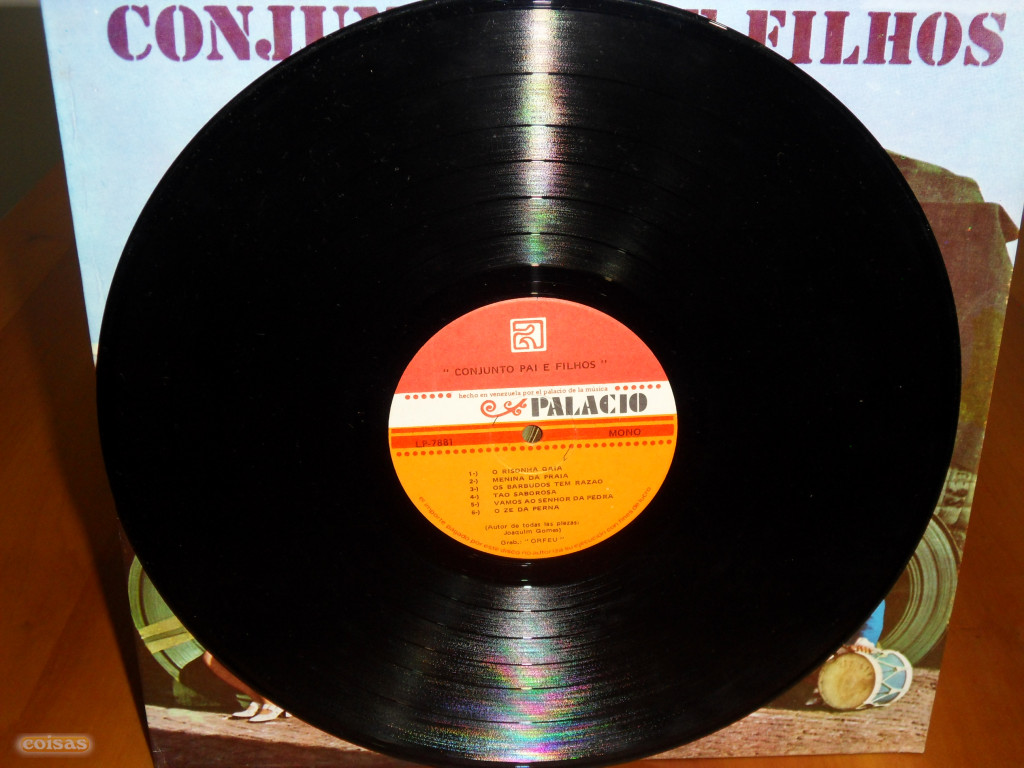 CONJUN
E FILHOS
" CONJUNTO PAI E FILHOS "
hecho en venezuela por el palacio de la música
PALACIO
LP-7881
MONO
1-) O RISONHA GAIA
2-) MENINA DA PRAIA
3-) OS BARBUDOS TEM RAZAO
4-) TAO SABOROSA
5-) VAMOS AO SENHOR DA PEDRA
6-) O ZE DA PERNA
(Autor de todas las piezas:
Joaquim Gomes)
Grab.: " ORFEU "
coisas